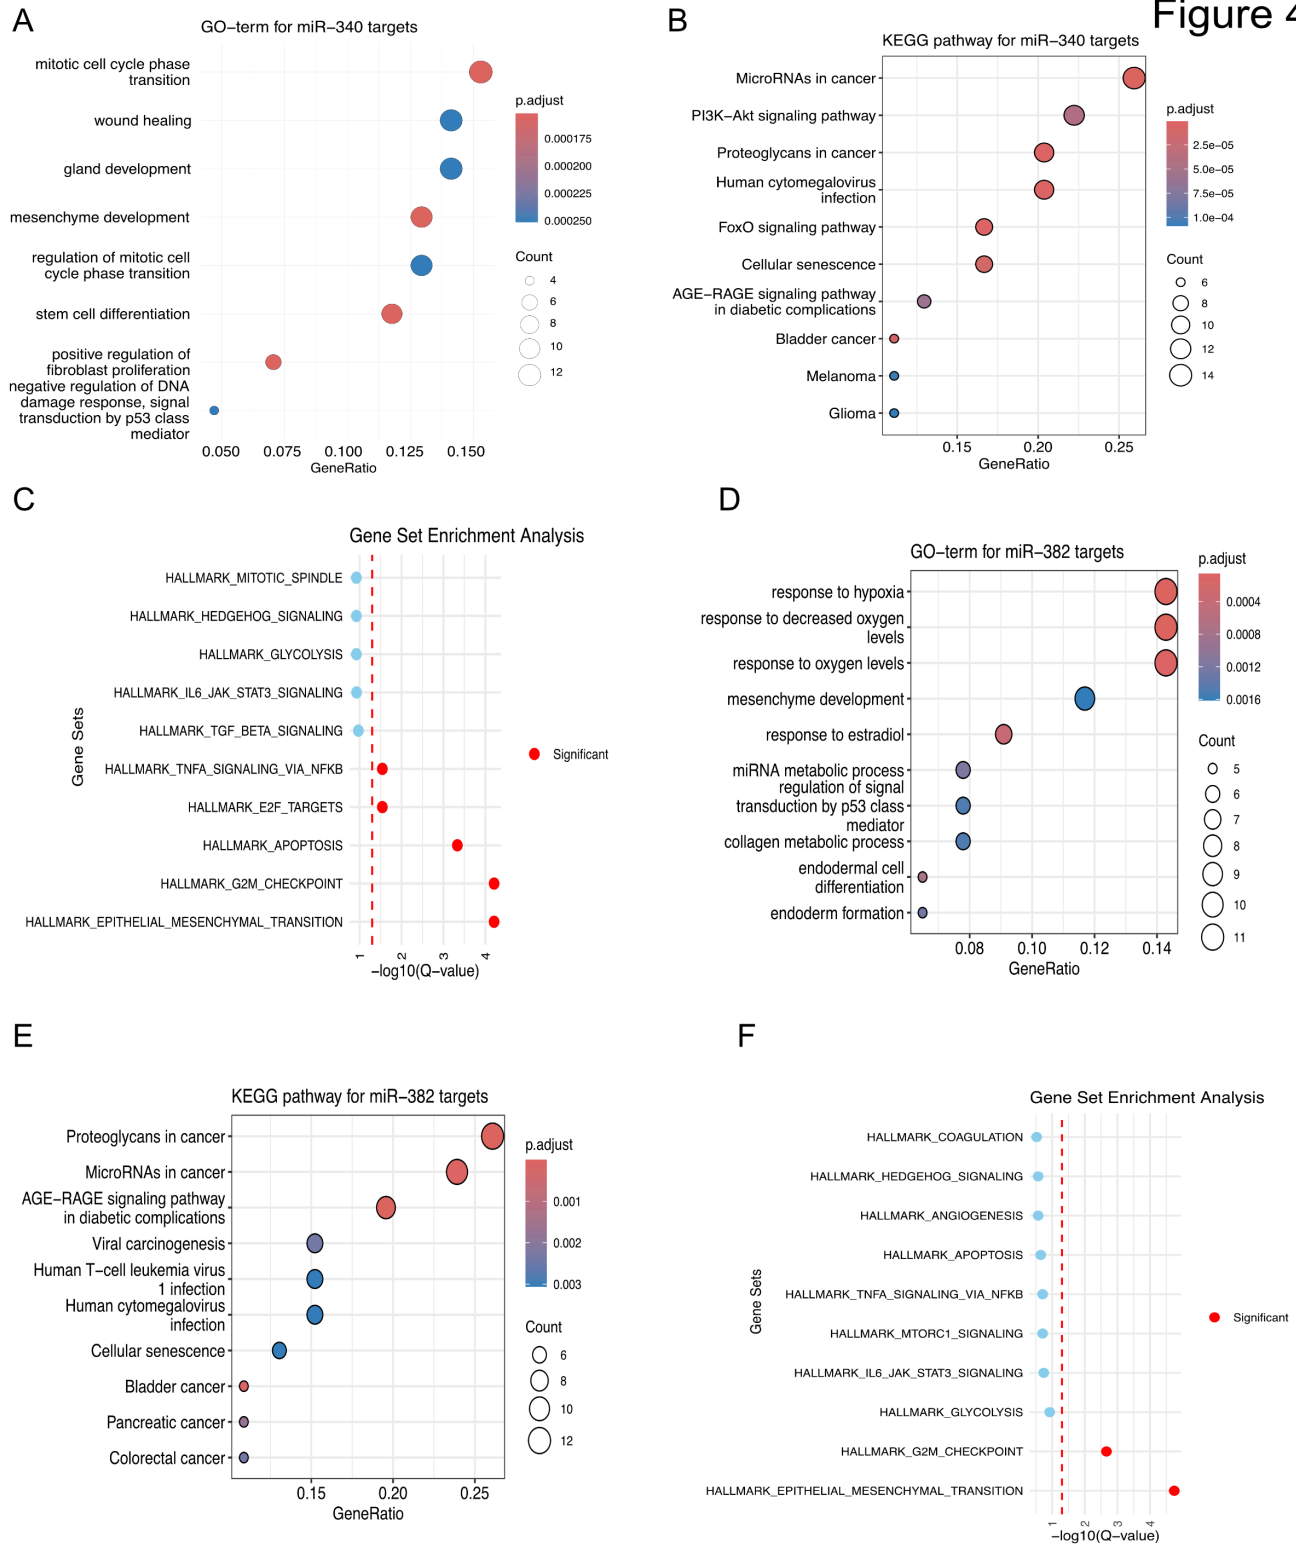 Figure 4
A
GO-term for miR-340 targets
mitotic cell cycle phase
transition
wound healing
gland development
mesenchyme development
regulation of mitotic cell
cycle phase transition
stem cell differentiation
positive regulation of
fibroblast proliferation
negative regulation of DNA
damage response, signal
transduction by p53 class
mediator
0.050 0.075 0.100 0.125 0.150
GeneRatio
p.adjust
0.000175
0.000200
0.000225
0.000250
Count
4
6
8
10
12
B
KEGG pathway for miR-340 targets
MicroRNAs in cancer
PI3K-Akt signaling pathway
Proteoglycans in cancer
Human cytomegalovirus
infection
FoxO signaling pathway
Cellular senescence
AGE-RAGE signaling pathway
in diabetic complications
Bladder cancer
Melanoma
Glioma
0.15 0.20 0.25
GeneRatio
p.adjust
2.5e-05
5.0e-05
7.5e-05
1.0e-04
Count
6
8
10
12
14
C
Gene Set Enrichment Analysis
Gene Sets
HALLMARK_MITOTIC_SPINDLE
HALLMARK_HEDGEHOG_SIGNALING
HALLMARK_GLYCOLYSIS
HALLMARK_IL6_JAK_STAT3_SIGNALING
HALLMARK_TGF_BETA_SIGNALING
HALLMARK_TNFA_SIGNALING_VIA_NFKB
HALLMARK_E2F_TARGETS
HALLMARK_APOPTOSIS
HALLMARK_G2M_CHECKPOINT
HALLMARK_EPITHELIAL_MESENCHYMAL_TRANSITION
1 2 3 4
-log10(Q-value)
Significant
D
GO-term for miR-382 targets
response to hypoxia
response to decreased oxygen
levels
response to oxygen levels
mesenchyme development
response to estradiol
miRNA metabolic process
regulation of signal
transduction by p53 class
mediator
collagen metabolic process
endodermal cell
differentiation
endoderm formation
0.08 0.10 0.12 0.14
GeneRatio
p.adjust
0.0004
0.0008
0.0012
0.0016
Count
5
6
7
8
9
10
11
E
KEGG pathway for miR-382 targets
Proteoglycans in cancer
MicroRNAs in cancer
AGE-RAGE signaling pathway
in diabetic complications
Viral carcinogenesis
Human T-cell leukemia virus
1 infection
Human cytomegalovirus
infection
Cellular senescence
Bladder cancer
Pancreatic cancer
Colorectal cancer
0.15 0.20 0.25
GeneRatio
p.adjust
0.001
0.002
0.003
Count
6
8
10
12
F
Gene Set Enrichment Analysis
Gene Sets
HALLMARK_COAGULATION
HALLMARK_HEDGEHOG_SIGNALING
HALLMARK_ANGIOGENESIS
HALLMARK_APOPTOSIS
HALLMARK_TNFA_SIGNALING_VIA_NFKB
HALLMARK_MTORC1_SIGNALING
HALLMARK_IL6_JAK_STAT3_SIGNALING
HALLMARK_GLYCOLYSIS
HALLMARK_G2M_CHECKPOINT
HALLMARK_EPITHELIAL_MESENCHYMAL_TRANSITION
1 2 3 4
-log10(Q-value)
Significant